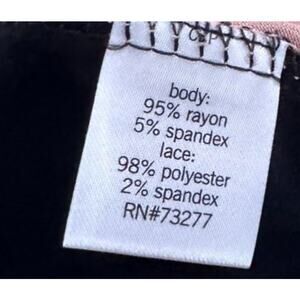 body:
95% rayon
5% spandex
lace:
98% polyester
2% spandex
RN#73277